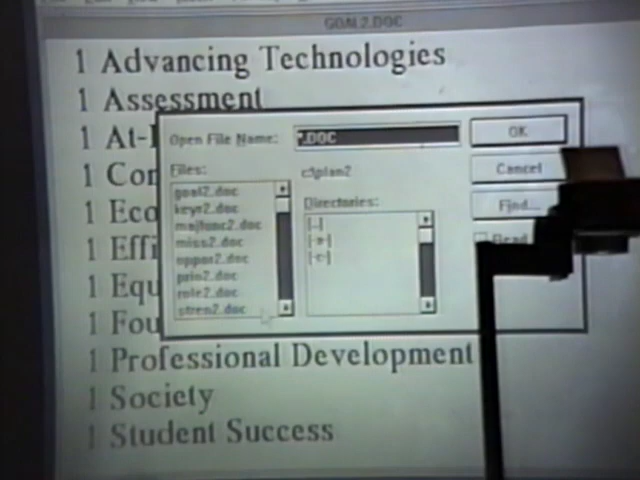 GOAL2.DOC
1 Advancing Technologies
1 Assessment
1 At-
1 Con
1 Eco
1 Effi
1 Equ
1 Fou
1 Professional Development
1 Society
1 Student Success
Open File Name: *.DOC
OK
Cancel
Find...
Read
Files:
c:\plan2
goal2.doc
keyr2.doc
majfunc2.doc
miss2.doc
oppor2.doc
prin2.doc
role2.doc
stren2.doc
Directories:
[..]
[-a-]
[-c-]